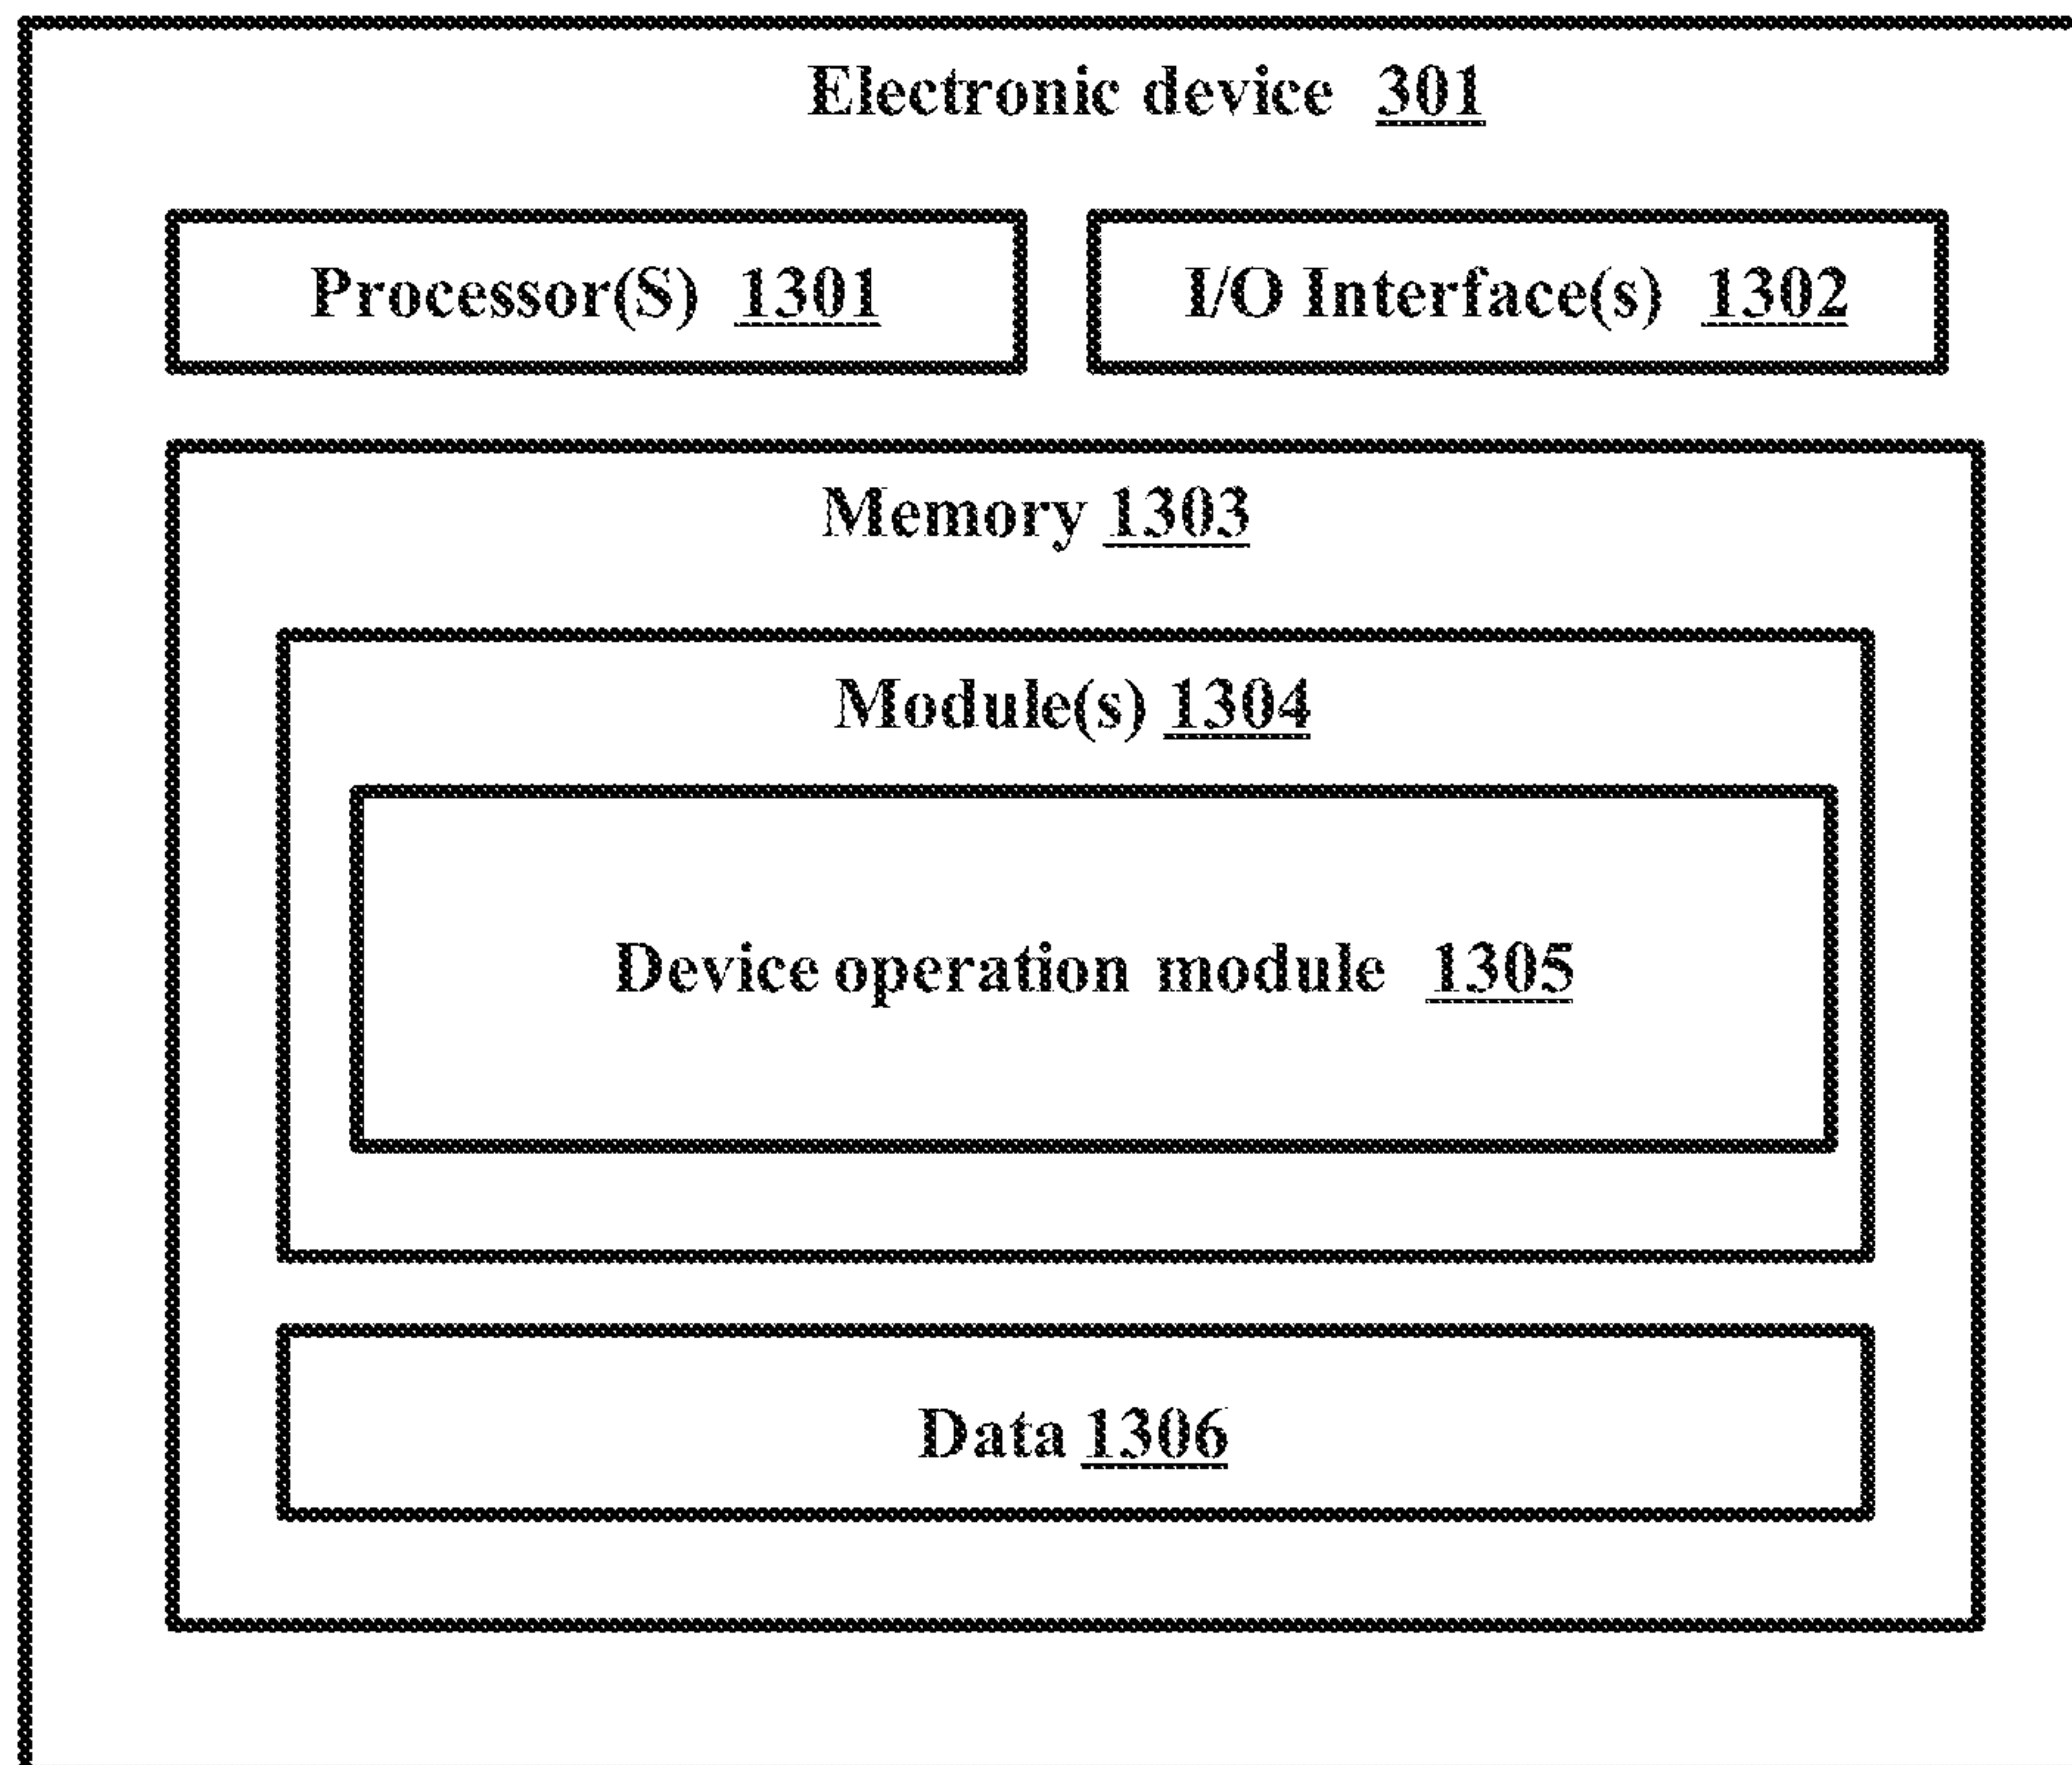 Electronic device 301
Processor(S) 1301
I/O Interface(s) 1302
Memory 1303
Module(s) 1304
Device operation module 1305
Data 1306